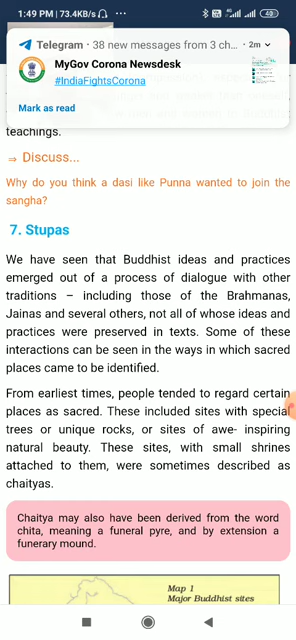 1:49 PM | 73.4KB/s
49
Telegram · 38 new messages from 3 ch... · 2m
MyGov Corona Newsdesk
#IndiaFightsCorona
Mark as read
teachings.
⇒ Discuss...
Why do you think a dasi like Punna wanted to join the
sangha?
7. Stupas
We have seen that Buddhist ideas and practices
emerged out of a process of dialogue with other
traditions – including those of the Brahmanas,
Jainas and several others, not all of whose ideas and
practices were preserved in texts. Some of these
interactions can be seen in the ways in which sacred
places came to be identified.
From earliest times, people tended to regard certain
places as sacred. These included sites with special
trees or unique rocks, or sites of awe- inspiring
natural beauty. These sites, with small shrines
attached to them, were sometimes described as
chaityas.
Chaitya may also have been derived from the word
chita, meaning a funeral pyre, and by extension a
funerary mound.
Map 1
Major Buddhist sites